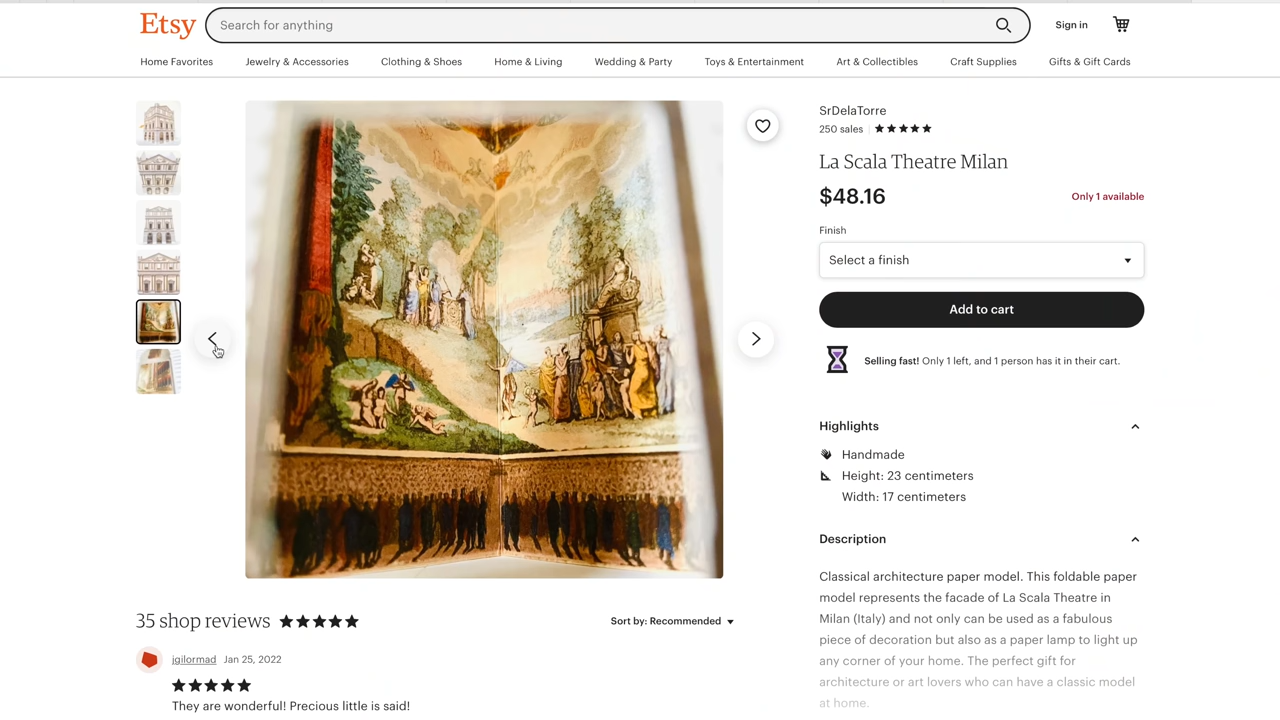 Etsy
Search for anything
Sign in
Home Favorites
Jewelry & Accessories
Clothing & Shoes
Home & Living
Wedding & Party
Toys & Entertainment
Art & Collectibles
Craft Supplies
Gifts & Gift Cards
SrDelaTorre
250 sales
La Scala Theatre Milan
$48.16
Only 1 available
Finish
Select a finish
Add to cart
Selling fast! Only 1 left, and 1 person has it in their cart.
Highlights
Handmade
Height: 23 centimeters
Width: 17 centimeters
Description
Classical architecture paper model. This foldable paper
model represents the facade of La Scala Theatre in
Milan (Italy) and not only can be used as a fabulous
piece of decoration but also as a paper lamp to light up
any corner of your home. The perfect gift for
architecture or art lovers who can have a classic model
at home.
35 shop reviews
Sort by: Recommended
jgilormad Jan 25, 2022
They are wonderful! Precious little is said!